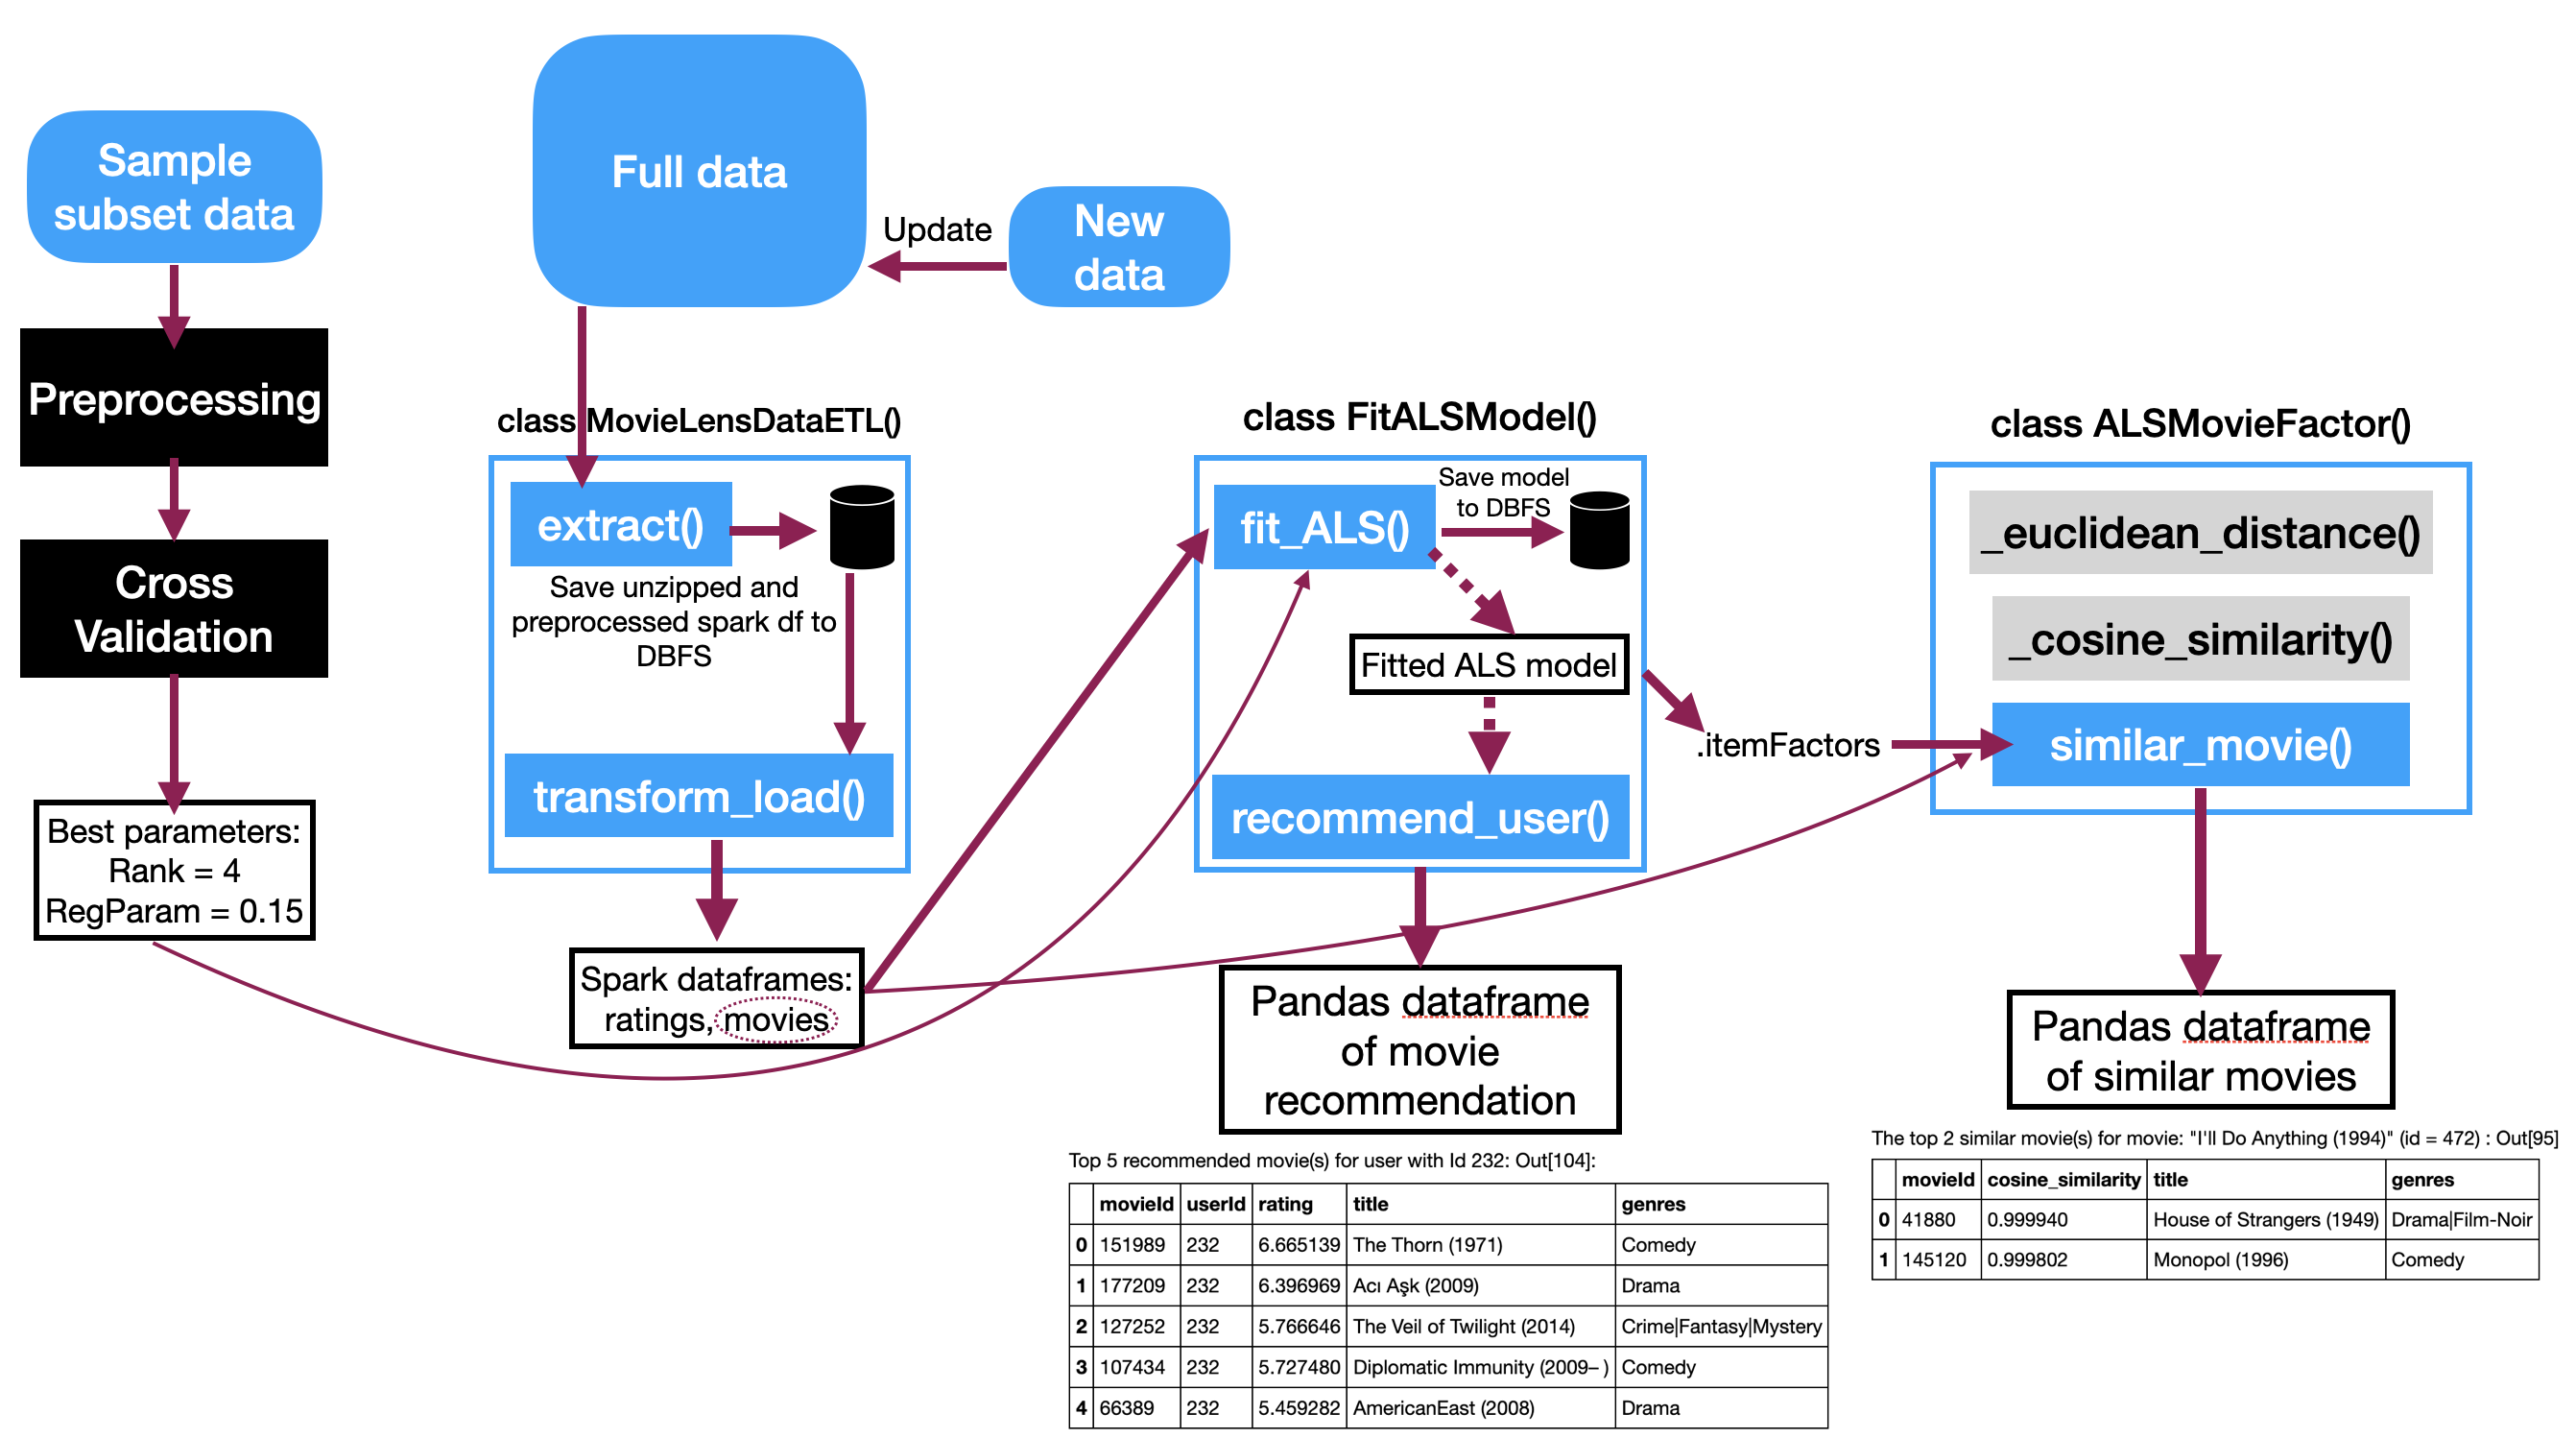 Sample
subset data
Preprocessing
Cross
Validation
Best parameters:
Rank = 4
RegParam = 0.15
Full data
Update
New
data
class MovieLensDataETL()
extract()
Save unzipped and
preprocessed spark df to
DBFS
transform_load()
Spark dataframes:
ratings, movies
class FitALSModel()
fit_ALS()
Save model
to DBFS
Fitted ALS model
recommend_user()
.itemFactors
Pandas dataframe
of movie
recommendation
Top 5 recommended movie(s) for user with Id 232: Out[104]:
movieId userId rating title genres
0 151989 232 6.665139 The Thorn (1971) Comedy
1 177209 232 6.396969 Acı Aşk (2009) Drama
2 127252 232 5.766646 The Veil of Twilight (2014) Crime|Fantasy|Mystery
3 107434 232 5.727480 Diplomatic Immunity (2009– ) Comedy
4 66389 232 5.459282 AmericanEast (2008) Drama
class ALSMovieFactor()
_euclidean_distance()
_cosine_similarity()
similar_movie()
Pandas dataframe
of similar movies
The top 2 similar movie(s) for movie: "I'll Do Anything (1994)" (id = 472) : Out[95]
movieId cosine_similarity title genres
0 41880 0.999940 House of Strangers (1949) Drama|Film-Noir
1 145120 0.999802 Monopol (1996) Comedy